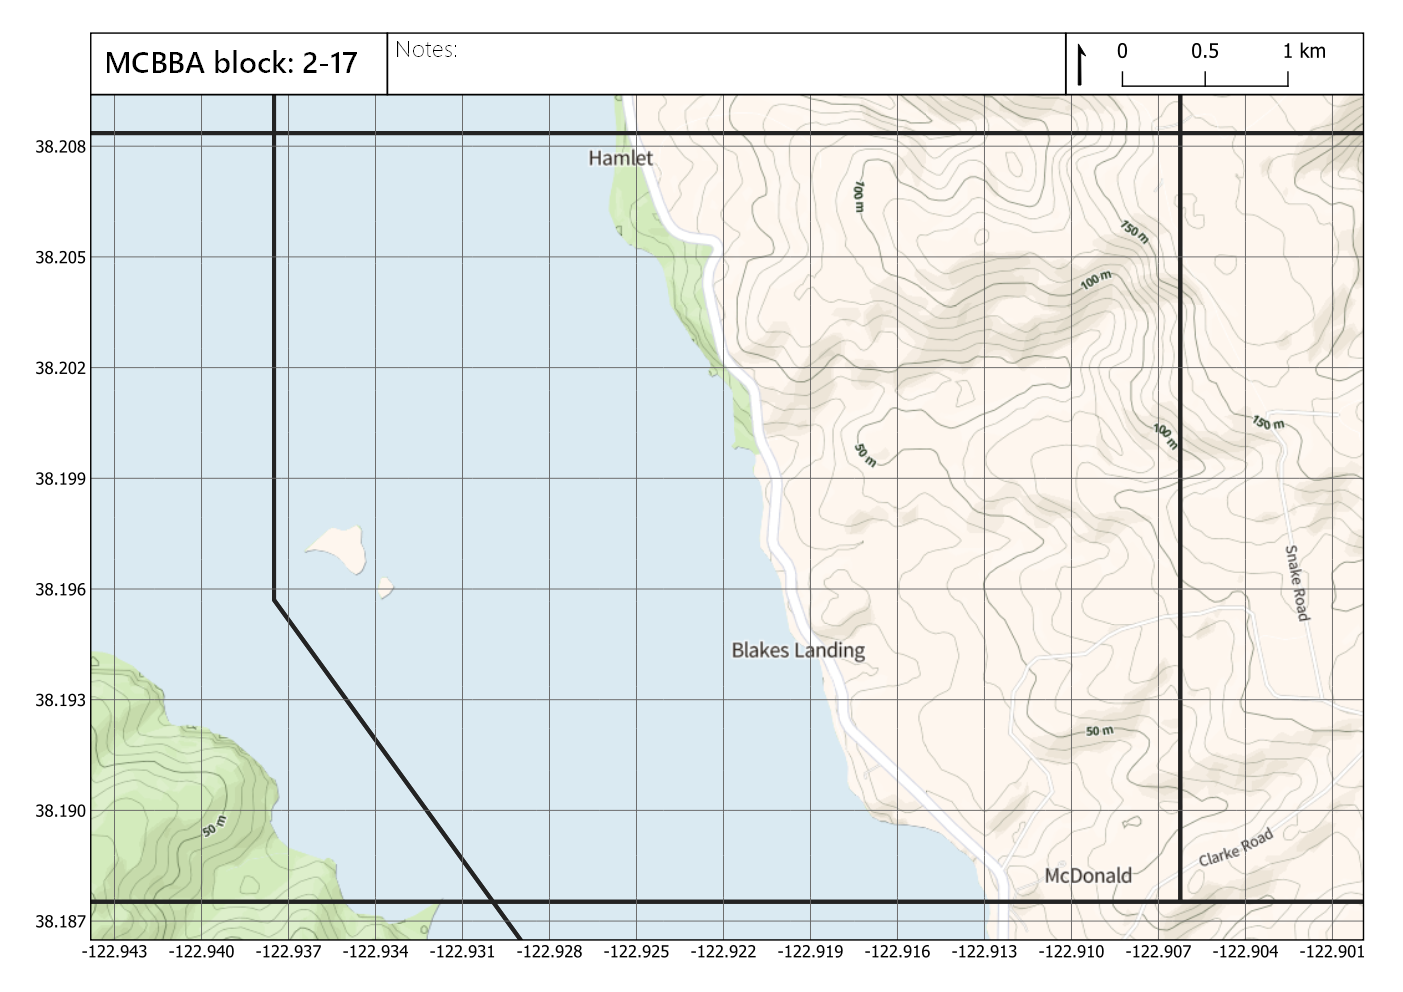 MCBBA block: 2-17
Notes:
0 0.5 1 km
38.208
Hamlet
100 m
150 m
38.205
100 m
38.202
50 m
100 m
150 m
38.199
38.196
Snake Road
Blakes Landing
38.193
50 m
38.190
50 m
Clarke Road
McDonald
38.187
-122.943 -122.940 -122.937 -122.934 -122.931 -122.928 -122.925 -122.922 -122.919 -122.916 -122.913 -122.910 -122.907 -122.904 -122.901